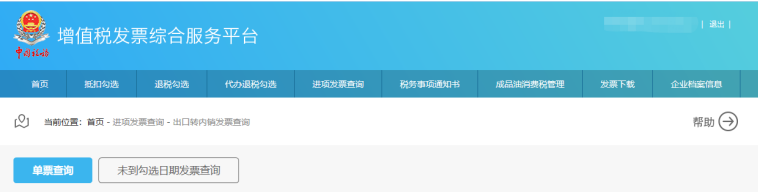 增值税发票综合服务平台
| 退出 |
中国税务
首页 抵扣勾选 退税勾选 代办退税勾选 进项发票查询 税务事项通知书 成品油消费税管理 发票下载 企业档案信息
当前位置：首页 - 进项发票查询 - 出口转内销发票查询 帮助
单票查询 未到勾选日期发票查询